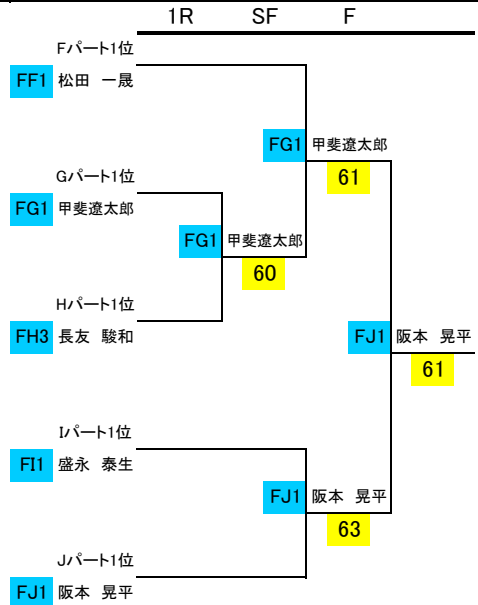 1R SF F
Fパート1位
FF1 松田 一晟
FG1 甲斐遼太郎
61
Gパート1位
FG1 甲斐遼太郎
FG1 甲斐遼太郎
60
Hパート1位
FH3 長友 駿和
FJ1 阪本 晃平
61
Iパート1位
FI1 盛永 泰生
FJ1 阪本 晃平
63
Jパート1位
FJ1 阪本 晃平